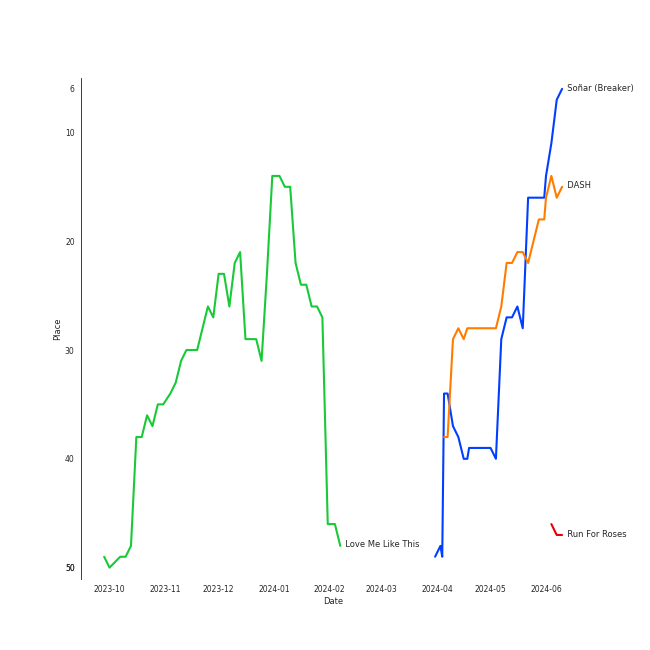 6
Soñar (Breaker)
10
DASH
20
Place
30
40
Run For Roses
Love Me Like This
50
2023-10 2023-11 2023-12 2024-01 2024-02 2024-03 2024-04 2024-05 2024-06
Date